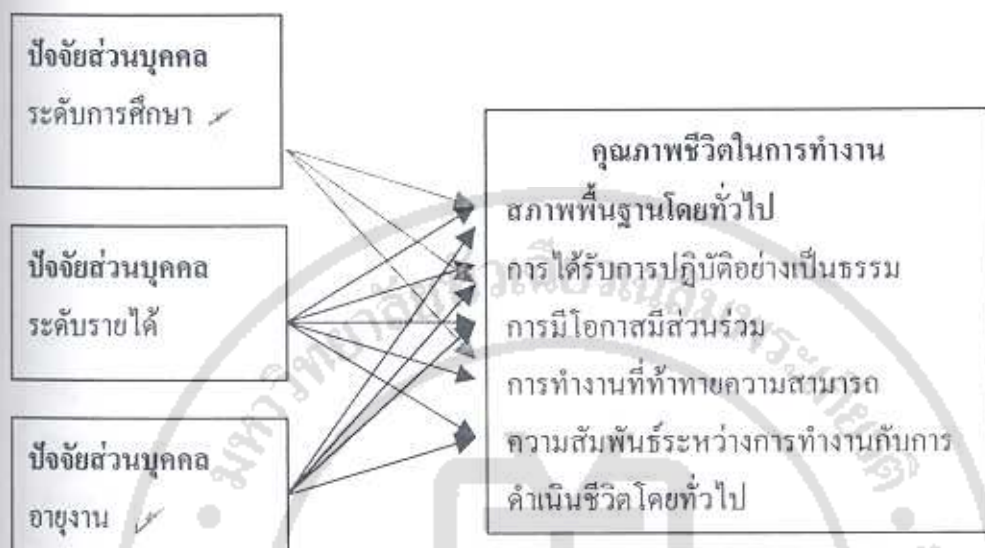 ปัจจัยส่วนบุคคล
ระดับการศึกษา
ปัจจัยส่วนบุคคล
ระดับรายได้
ปัจจัยส่วนบุคคล
อายุงาน
คุณภาพชีวิตในการทำงาน
สภาพพื้นฐานโดยทั่วไป
การได้รับการปฏิบัติอย่างเป็นธรรม
การมีโอกาสมีส่วนร่วม
การทำงานที่ท้าทายความสามารถ
ความสัมพันธ์ระหว่างการทำงานกับการ
ดำเนินชีวิตโดยทั่วไป